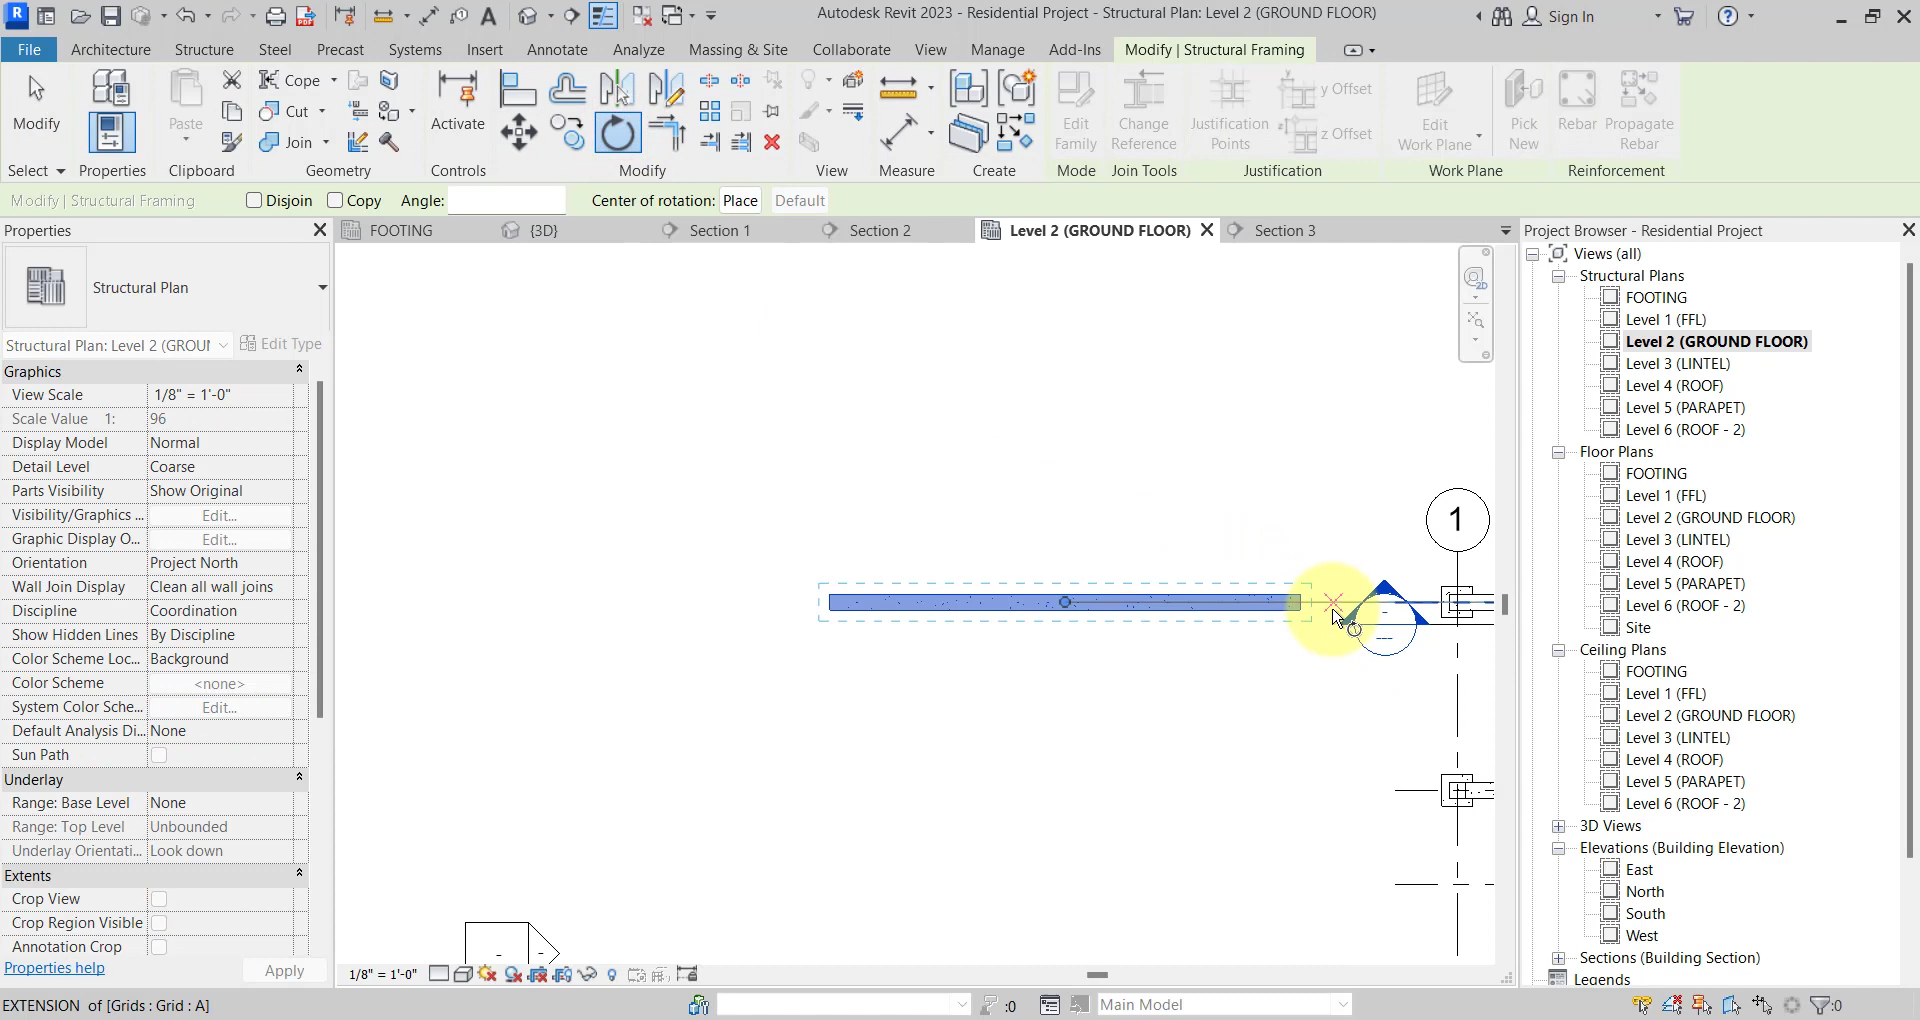 Autodesk Revit 2023 - Residential Project - Structural Plan: Level 2 (GROUND FLOOR)
Sign In
File Architecture Structure Steel Precast Systems Insert Annotate Analyze Massing & Site Collaborate View Manage Add-Ins Modify | Structural Framing
Modify
Paste
Cope
Cut
Join
Activate
Edit Family
Change Reference
Justification Points
y Offset
z Offset
Edit Work Plane
Pick New
Rebar
Propagate Rebar
Select Properties Clipboard Geometry Controls Modify View Measure Create Mode Join Tools Justification Work Plane Reinforcement
Modify | Structural Framing Disjoin Copy Angle: Center of rotation: Place Default
Properties
FOOTING {3D} Section 1 Section 2 Level 2 (GROUND FLOOR) Section 3
Project Browser - Residential Project
Structural Plan
Structural Plan: Level 2 (GROUI Edit Type
Graphics
View Scale 1/8" = 1'-0"
Scale Value 1: 96
Display Model Normal
Detail Level Coarse
Parts Visibility Show Original
Visibility/Graphics ... Edit...
Graphic Display O... Edit...
Orientation Project North
Wall Join Display Clean all wall joins
Discipline Coordination
Show Hidden Lines By Discipline
Color Scheme Loc... Background
Color Scheme <none>
System Color Sche... Edit...
Default Analysis Di... None
Sun Path
Underlay
Range: Base Level None
Range: Top Level Unbounded
Underlay Orientati... Look down
Extents
Crop View
Crop Region Visible
Annotation Crop
Properties help Apply
2D
1
Views (all)
Structural Plans
FOOTING
Level 1 (FFL)
Level 2 (GROUND FLOOR)
Level 3 (LINTEL)
Level 4 (ROOF)
Level 5 (PARAPET)
Level 6 (ROOF - 2)
Floor Plans
FOOTING
Level 1 (FFL)
Level 2 (GROUND FLOOR)
Level 3 (LINTEL)
Level 4 (ROOF)
Level 5 (PARAPET)
Level 6 (ROOF - 2)
Site
Ceiling Plans
FOOTING
Level 1 (FFL)
Level 2 (GROUND FLOOR)
Level 3 (LINTEL)
Level 4 (ROOF)
Level 5 (PARAPET)
Level 6 (ROOF - 2)
3D Views
Elevations (Building Elevation)
East
North
South
West
Sections (Building Section)
Legends
1/8" = 1'-0"
EXTENSION of [Grids : Grid : A] :0 Main Model :0